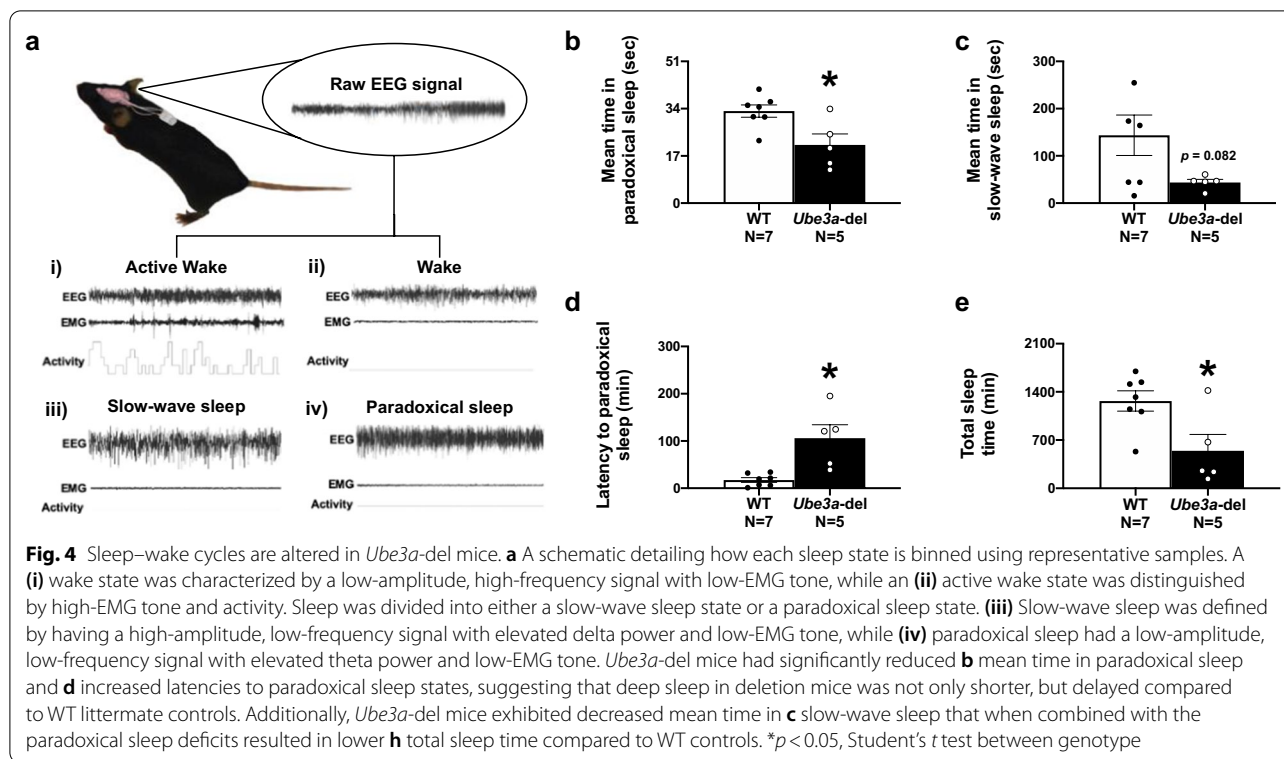 a
Raw EEG signal
i)
Active Wake
EEG
EMG
Activity
ii)
Wake
EEG
EMG
Activity
iii)
Slow-wave sleep
EEG
EMG
Activity
iv)
Paradoxical sleep
EEG
EMG
Activity
b
Mean time in
paradoxical sleep (sec)
51
34
17
0
*
WT
N=7
Ube3a-del
N=5
c
Mean time in
slow-wave sleep (sec)
300
200
100
0
p = 0.082
WT
N=7
Ube3a-del
N=5
d
Latency to paradoxical
sleep (min)
300
200
100
0
*
WT
N=7
Ube3a-del
N=5
e
Total sleep
time (min)
2100
1400
700
0
*
WT
N=7
Ube3a-del
N=5
Fig. 4 Sleep–wake cycles are altered in Ube3a-del mice. a A schematic detailing how each sleep state is binned using representative samples. A
(i) wake state was characterized by a low-amplitude, high-frequency signal with low-EMG tone, while an (ii) active wake state was distinguished
by high-EMG tone and activity. Sleep was divided into either a slow-wave sleep state or a paradoxical sleep state. (iii) Slow-wave sleep was defined
by having a high-amplitude, low-frequency signal with elevated delta power and low-EMG tone, while (iv) paradoxical sleep had a low-amplitude,
low-frequency signal with elevated theta power and low-EMG tone. Ube3a-del mice had significantly reduced b mean time in paradoxical sleep
and d increased latencies to paradoxical sleep states, suggesting that deep sleep in deletion mice was not only shorter, but delayed compared
to WT littermate controls. Additionally, Ube3a-del mice exhibited decreased mean time in c slow-wave sleep that when combined with the
paradoxical sleep deficits resulted in lower h total sleep time compared to WT controls. *p < 0.05, Student's t test between genotype